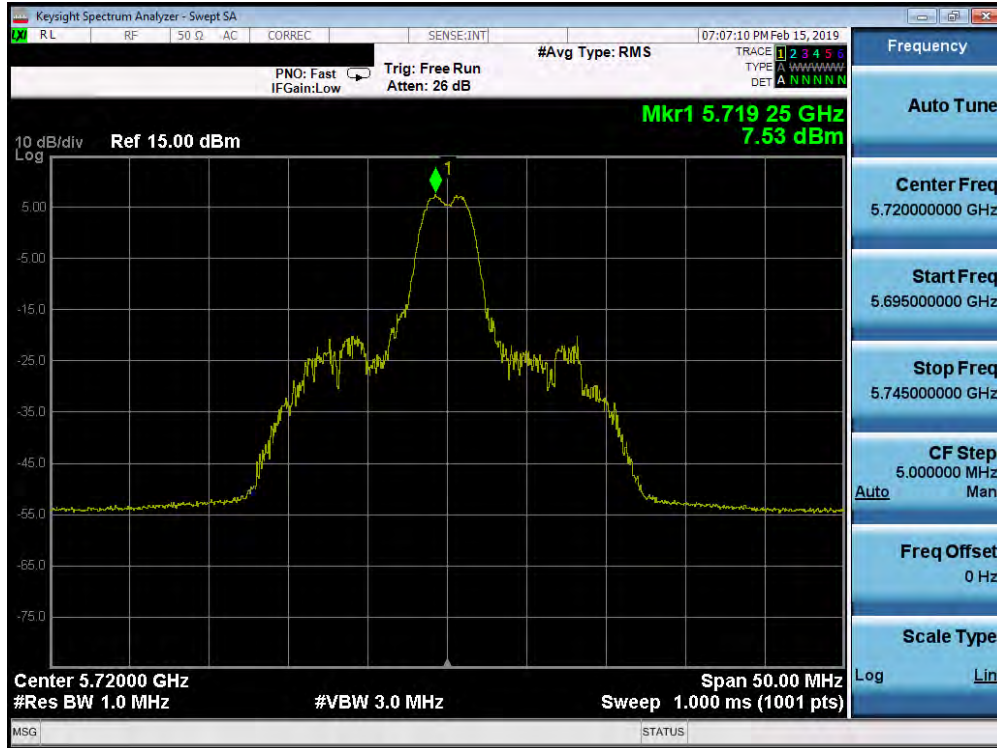 Keysight Spectrum Analyzer - Swept SA
LXI RL RF 50 Ω AC CORREC SENSE:INT 07:07:10 PM Feb 15, 2019
PNO: Fast
IFGain:Low
Trig: Free Run
Atten: 26 dB
#Avg Type: RMS
TRACE 1 2 3 4 5 6
TYPE A WWWWW
DET A N N N N N
Mkr1 5.719 25 GHz
7.53 dBm
10 dB/div
Log
Ref 15.00 dBm
1
5.00
-5.00
-15.0
-25.0
-35.0
-45.0
-55.0
-65.0
-75.0
Center 5.72000 GHz
Span 50.00 MHz
#Res BW 1.0 MHz
#VBW 3.0 MHz
Sweep 1.000 ms (1001 pts)
MSG
STATUS
Frequency
Auto Tune
Center Freq
5.720000000 GHz
Start Freq
5.695000000 GHz
Stop Freq
5.745000000 GHz
CF Step
5.000000 MHz
Auto Man
Freq Offset
0 Hz
Scale Type
Log Lin